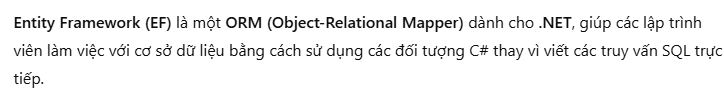 Entity Framework (EF) là một ORM (Object-Relational Mapper) dành cho .NET, giúp các lập trình
viên làm việc với cơ sở dữ liệu bằng cách sử dụng các đối tượng C# thay vì viết các truy vấn SQL trực
tiếp.